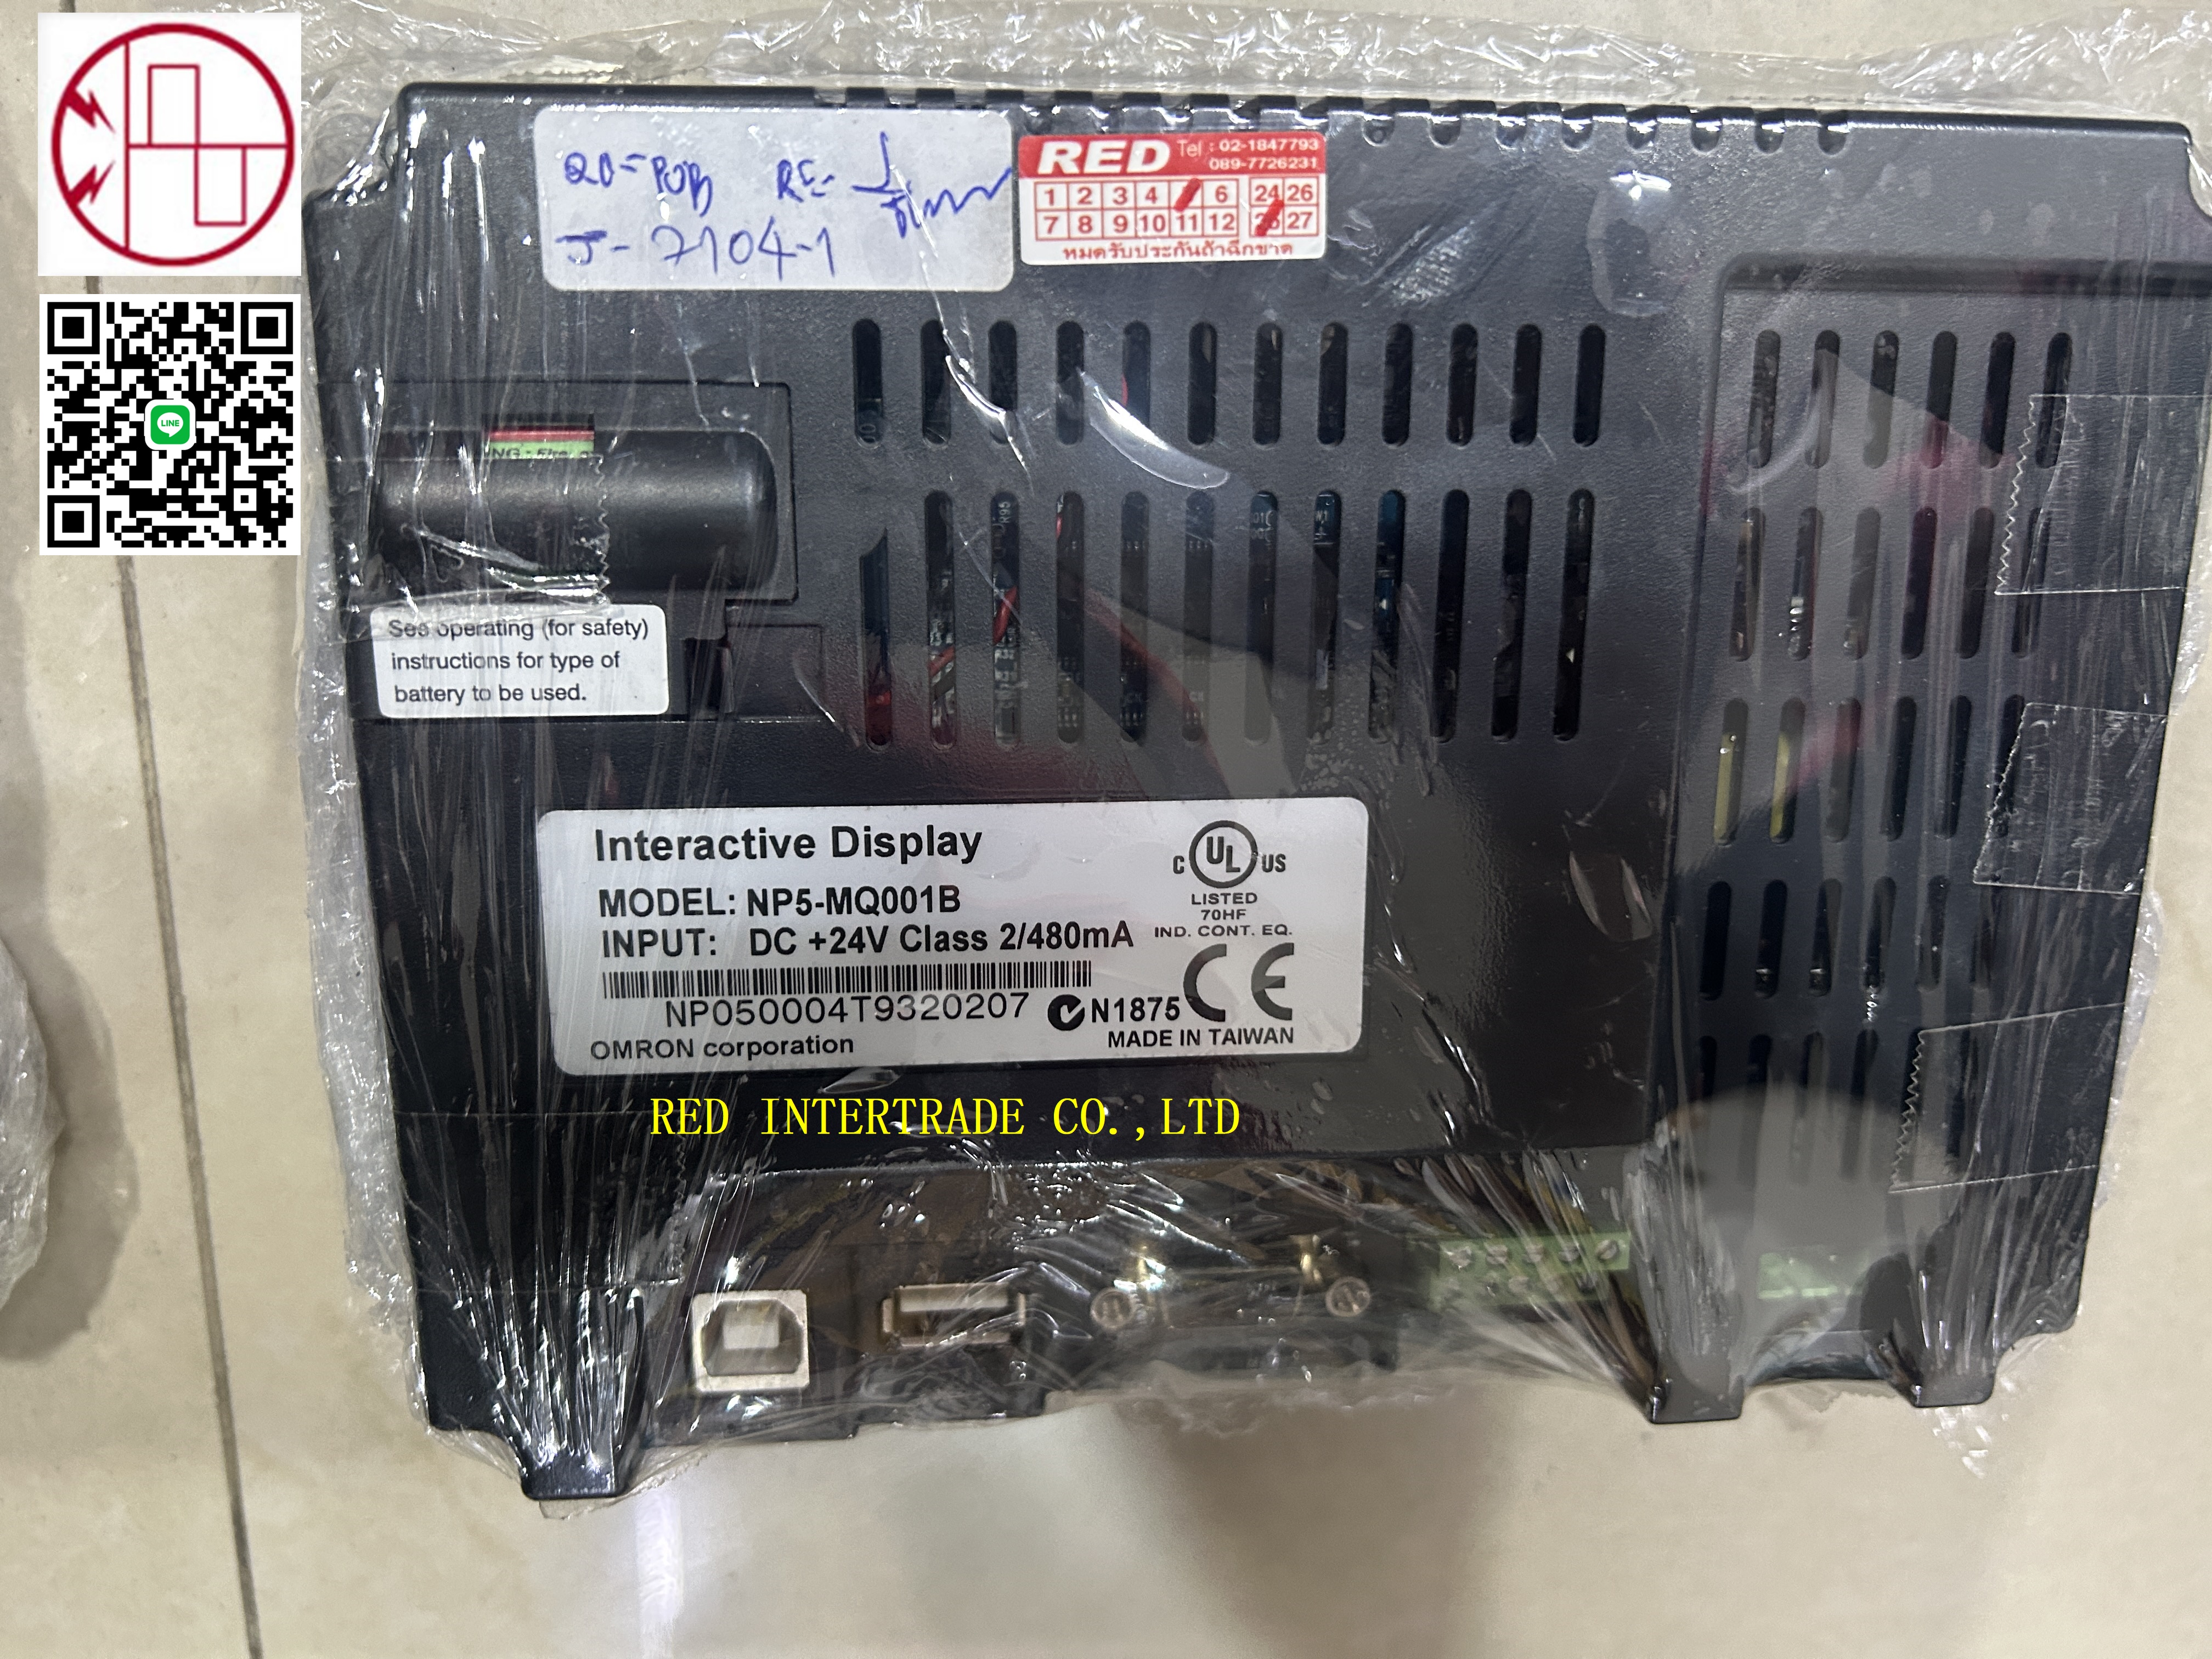 LINE
QD=POB RE-
J-7104-1
RED Tel : 02-1847793
089-7726231
1 2 3 4 6 24 26
7 8 9 10 11 12 27
หมดรับประกันถ้าฉีกขาด
See operating (for safety)
instructions for type of
battery to be used.
Interactive Display
MODEL: NP5-MQ001B
INPUT: DC +24V Class 2/480mA
C UL US
LISTED
70HF
IND. CONT. EQ.
NP050004T9320207
N1875
CE
OMRON corporation
MADE IN TAIWAN
RED INTERTRADE CO.,LTD